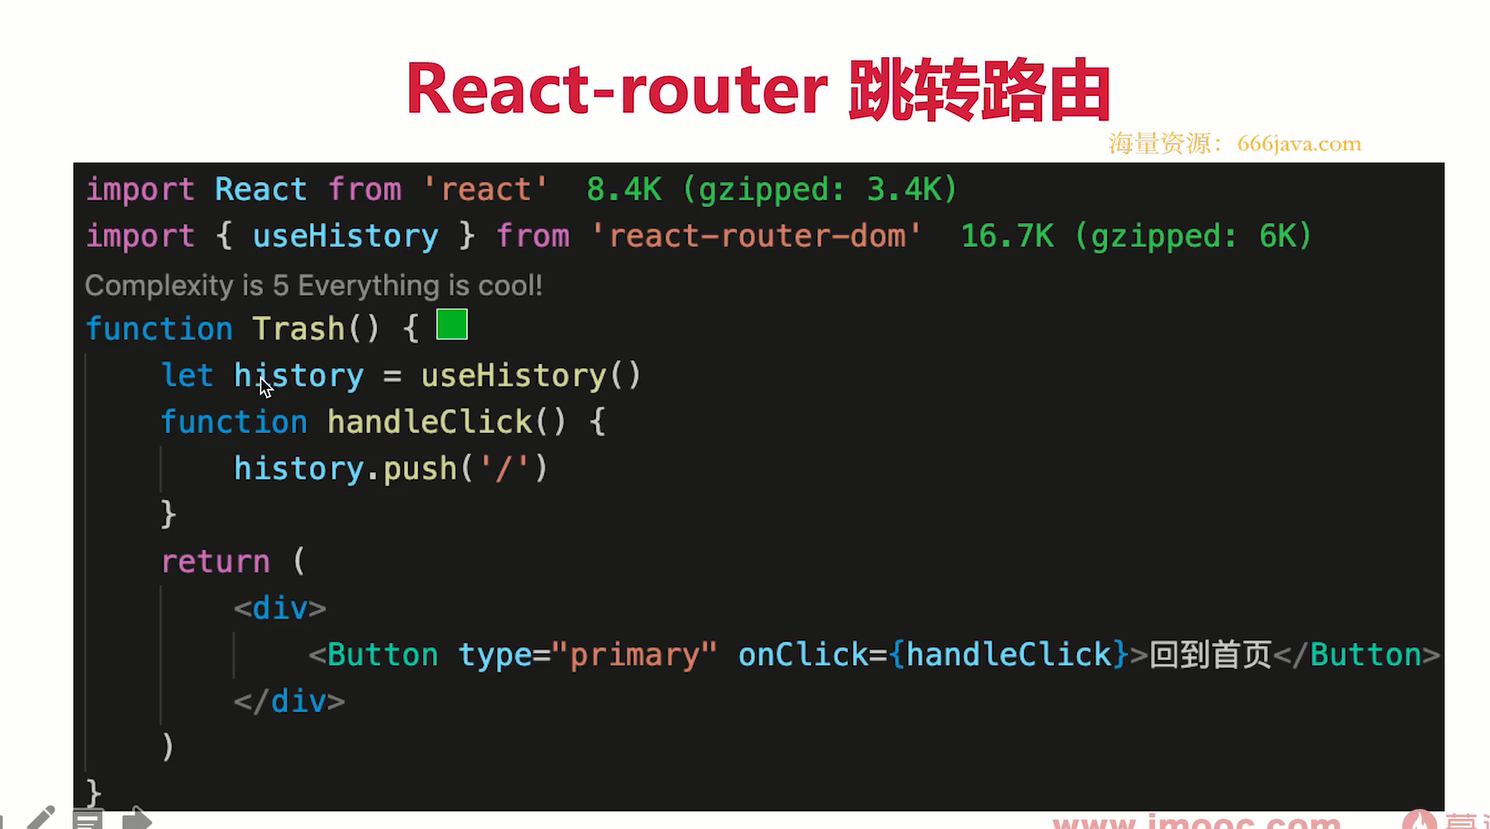 React-router 跳转路由
海量资源：666java.com
import React from 'react' 8.4K (gzipped: 3.4K)
import { useHistory } from 'react-router-dom' 16.7K (gzipped: 6K)
Complexity is 5 Everything is cool!
function Trash() {
let history = useHistory()
function handleClick() {
history.push('/')
}
return (
<div>
<Button type="primary" onClick={handleClick}>回到首页</Button>
</div>
)
}
www.imooc.com